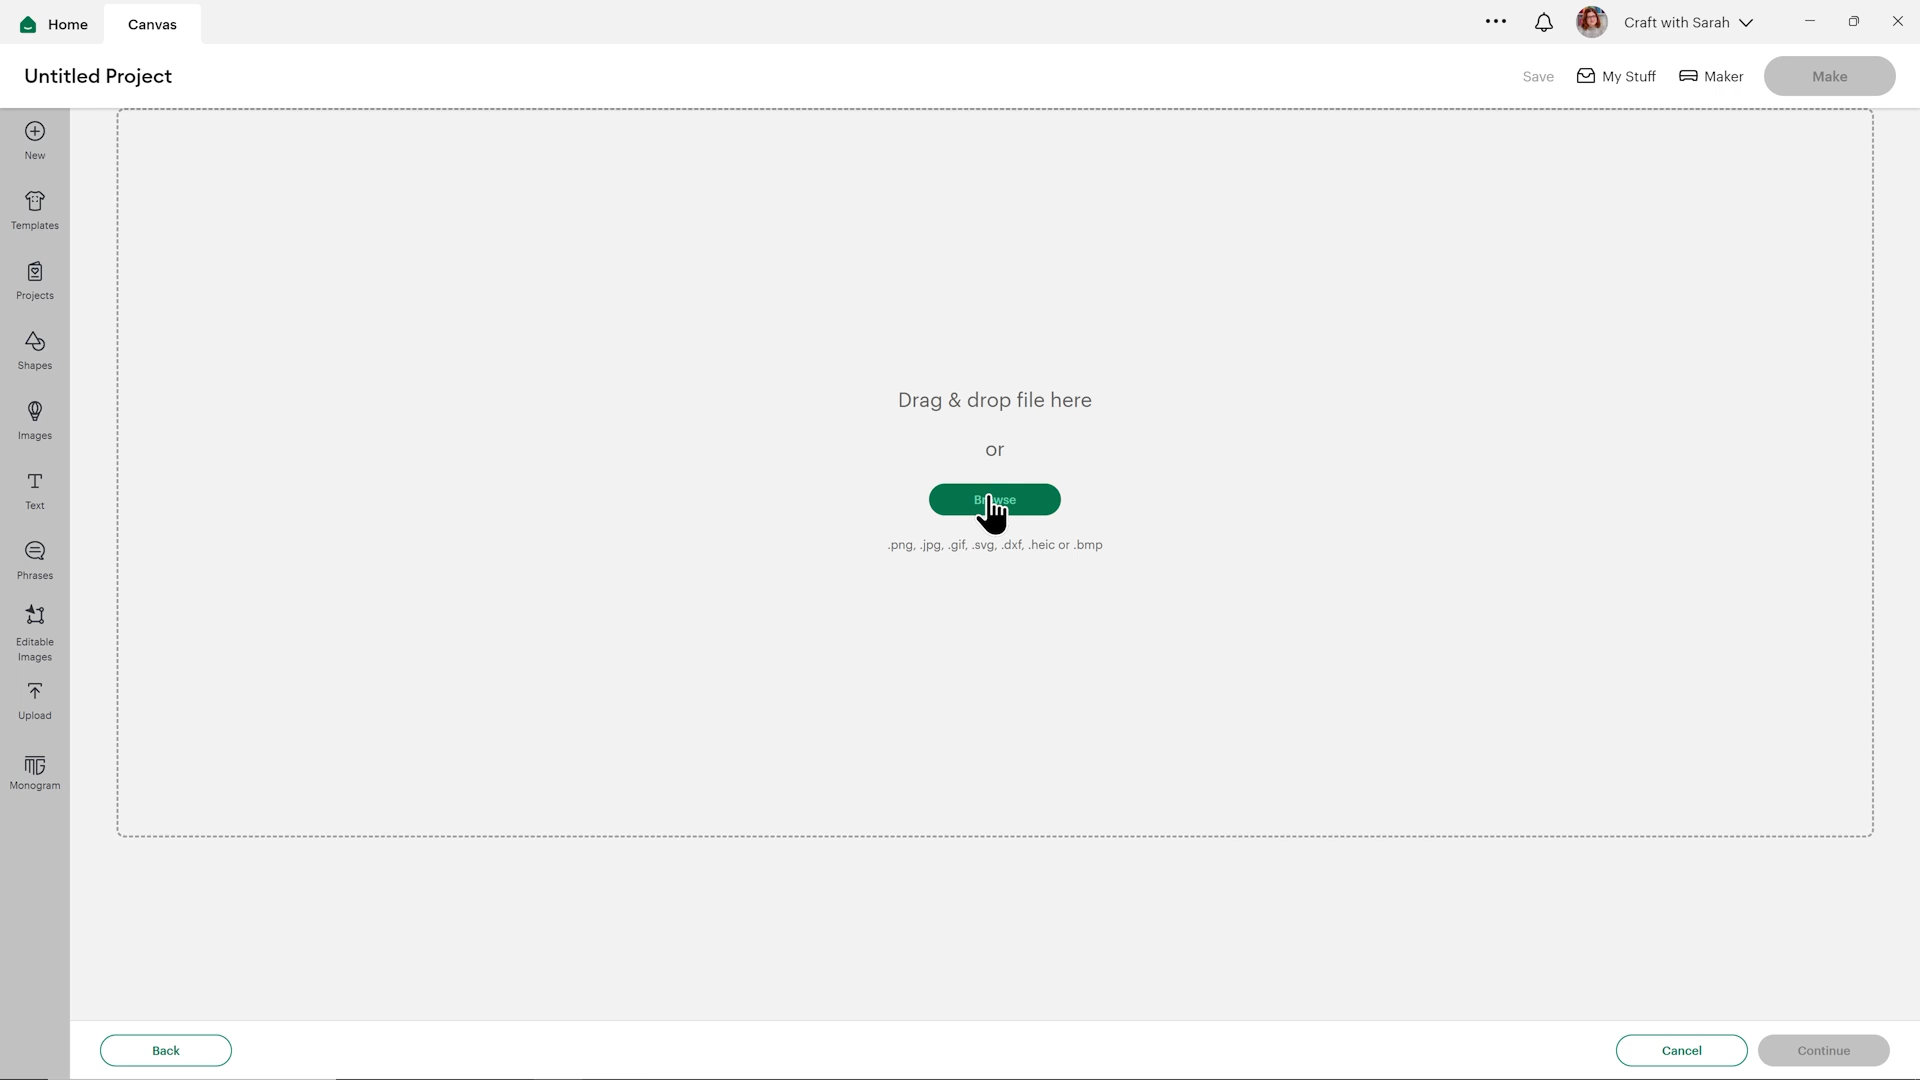 Home
Canvas
Craft with Sarah
Untitled Project
Save
My Stuff
Maker
Make
New
Templates
Projects
Shapes
Images
Text
Phrases
Editable
Images
Upload
Monogram
Drag & drop file here
or
Browse
.png, .jpg, .gif, .svg, .dxf, .heic or .bmp
Back
Cancel
Continue